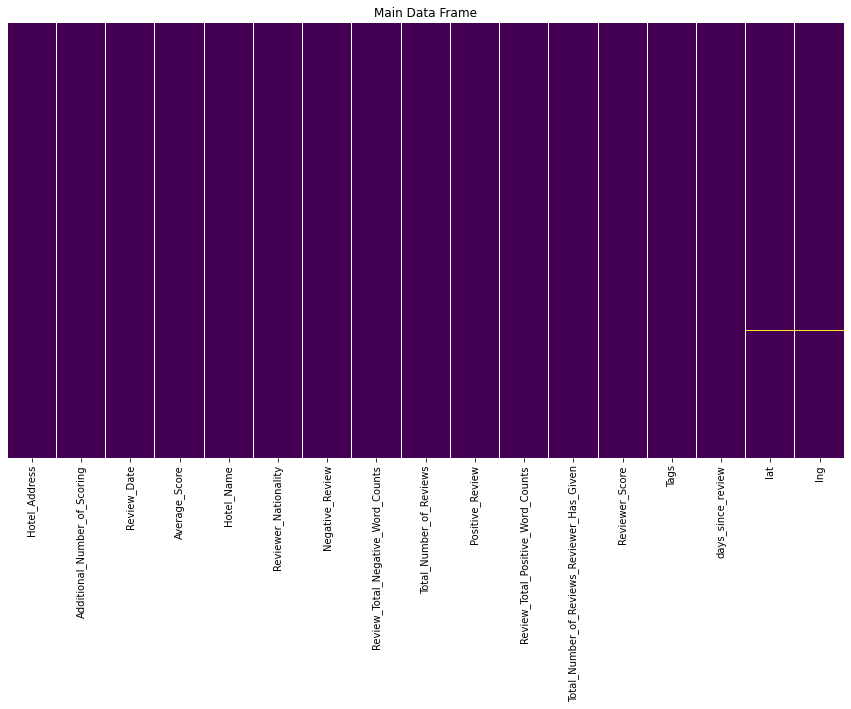 Main Data Frame
Hotel_Address
Additional_Number_of_Scoring
Review_Date
Average_Score
Hotel_Name
Reviewer_Nationality
Negative_Review
Review_Total_Negative_Word_Counts
Total_Number_of_Reviews
Positive_Review
Review_Total_Positive_Word_Counts
Total_Number_of_Reviews_Reviewer_Has_Given
Reviewer_Score
Tags
days_since_review
lat
lng